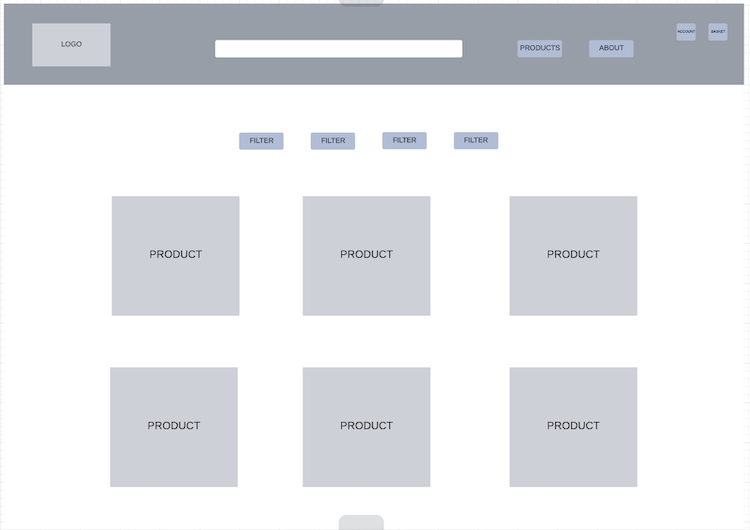 LOGO
PRODUCTS
ABOUT
ACCOUNT
BASKET
FILTER
FILTER
FILTER
FILTER
PRODUCT
PRODUCT
PRODUCT
PRODUCT
PRODUCT
PRODUCT